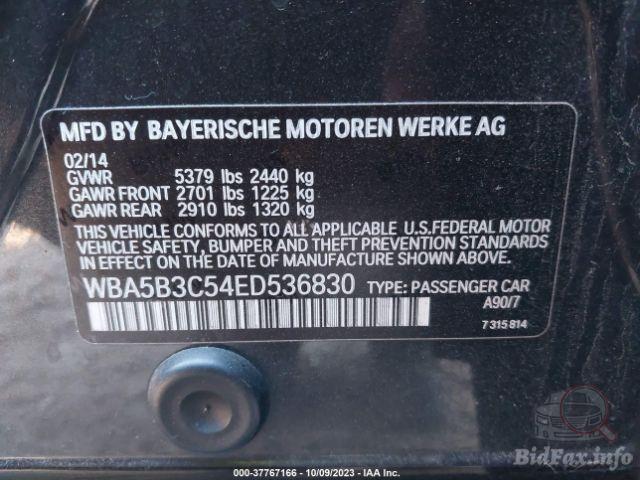 MFD BY BAYERISCHE MOTOREN WERKE AG
02/14
GVWR 5379 lbs 2440 kg
GAWR FRONT 2701 lbs 1225 kg
GAWR REAR 2910 lbs 1320 kg
THIS VEHICLE CONFORMS TO ALL APPLICABLE U.S.FEDERAL MOTOR
VEHICLE SAFETY, BUMPER AND THEFT PREVENTION STANDARDS
IN EFFECT ON THE DATE OF MANUFACTURE SHOWN ABOVE.
WBA5B3C54ED536830 TYPE: PASSENGER CAR
A90/7
7315814
BidFax.info
000-37767166 - 10/09/2023 - IAA Inc.